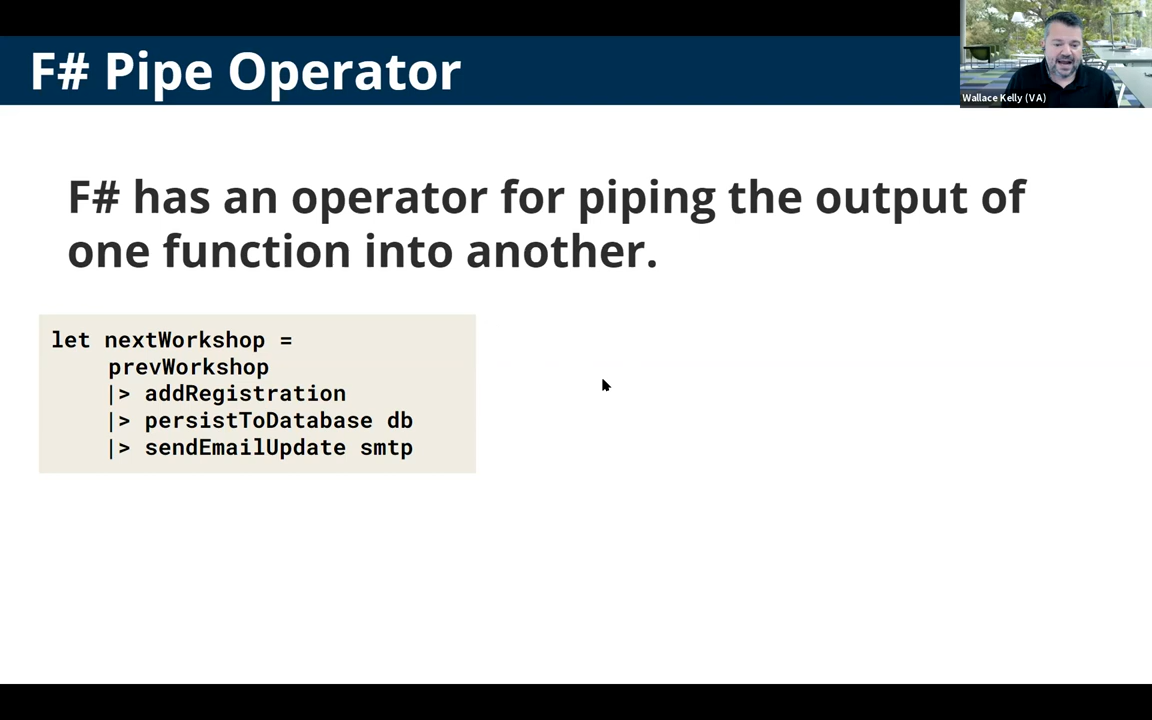 F# Pipe Operator
Wallace Kelly (VA)
F# has an operator for piping the output of
one function into another.
let nextWorkshop =
prevWorkshop
|> addRegistration
|> persistToDatabase db
|> sendEmailUpdate smtp